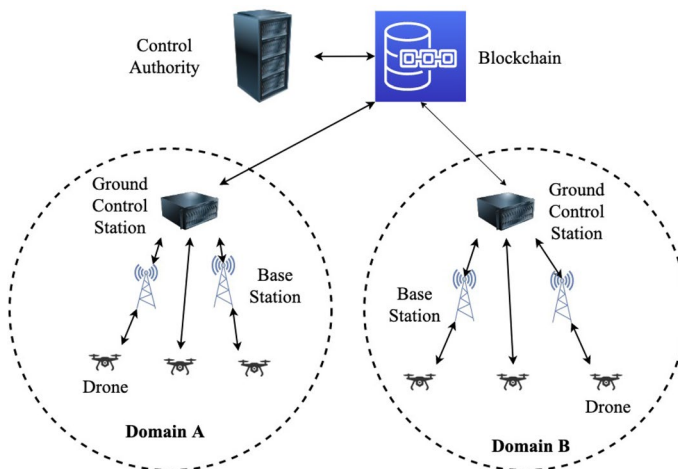 Control
Authority
Blockchain
Ground
Control
Station
Base
Station
Drone
Domain A
Ground
Control
Station
Base
Station
Drone
Domain B